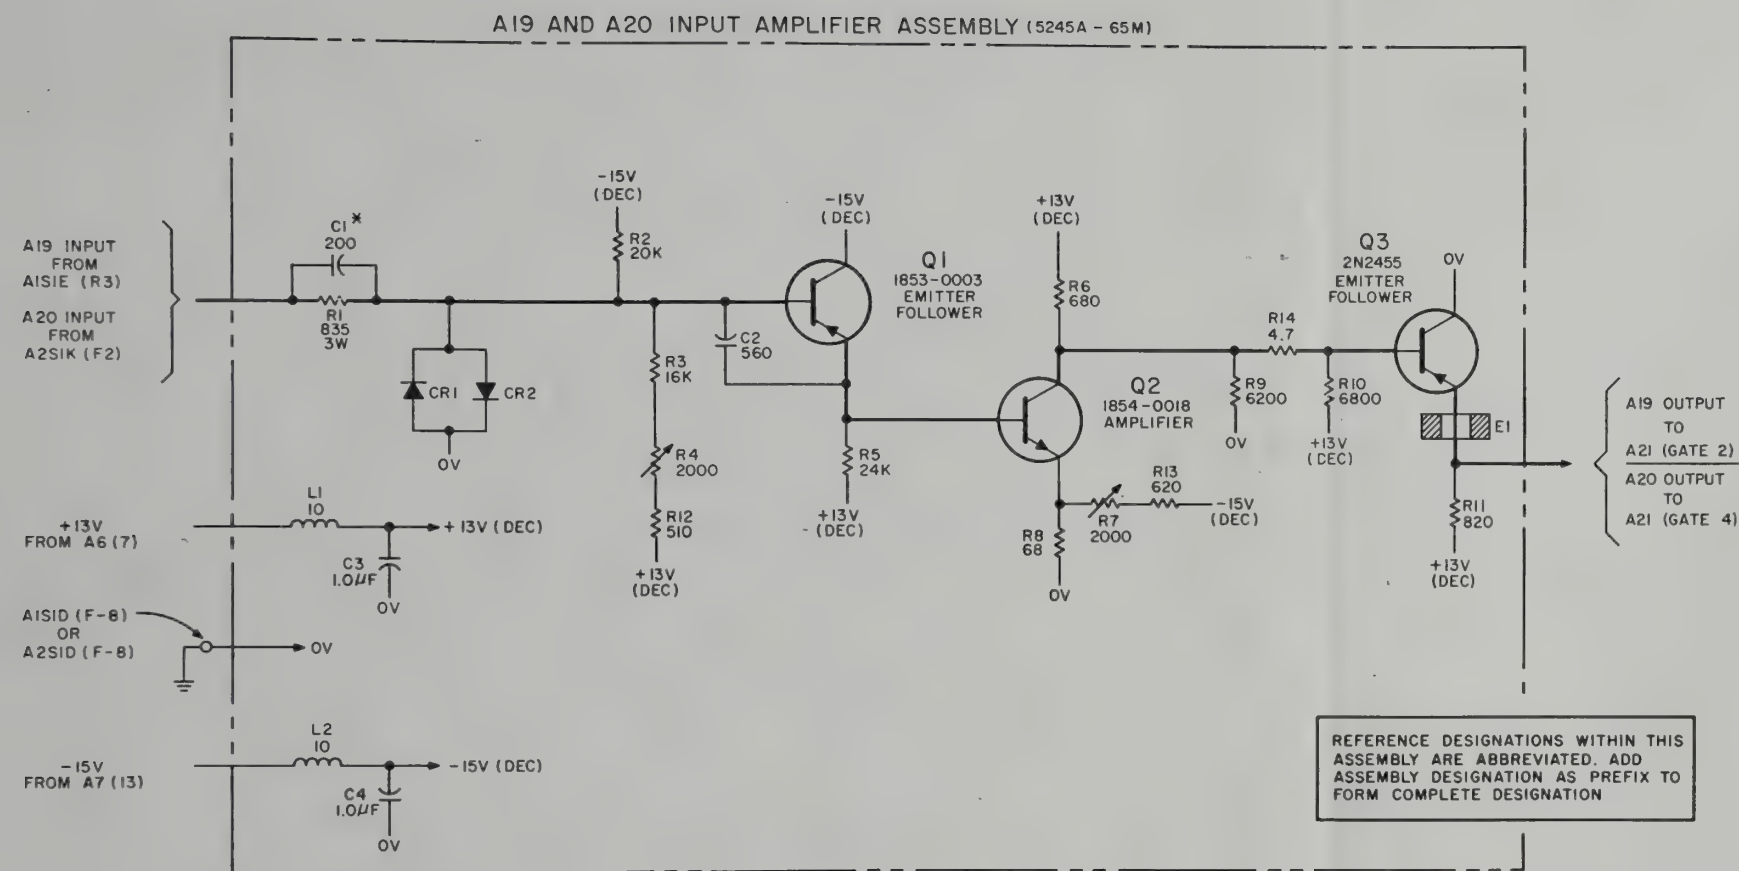 A19 AND A20 INPUT AMPLIFIER ASSEMBLY (5245A - 65M)
A19 INPUT
FROM
A1S1E (R3)
A20 INPUT
FROM
A2S1K (F2)
C1*
200
R1
835
3W
CR1
CR2
0V
-15V
(DEC)
R2
20K
R3
16K
R4
2000
R12
510
+13V
(DEC)
C2
560
-15V
(DEC)
Q1
1853-0003
EMITTER
FOLLOWER
R5
24K
+13V
(DEC)
+13V
(DEC)
R6
680
Q2
1854-0018
AMPLIFIER
R7
2000
R13
620
-15V
(DEC)
R8
68
0V
R9
6200
0V
R14
4.7
R10
6800
+13V
(DEC)
Q3
2N2455
EMITTER
FOLLOWER
0V
E1
R11
820
+13V
(DEC)
A19 OUTPUT
TO
A21 (GATE 2)
A20 OUTPUT
TO
A21 (GATE 4)
+13V
FROM A6 (7)
L1
10
+13V (DEC)
C3
1.0µF
0V
A1S1D (F-8)
OR
A2S1D (F-8)
0V
-15V
FROM A7 (13)
L2
10
-15V (DEC)
C4
1.0µF
0V
REFERENCE DESIGNATIONS WITHIN THIS
ASSEMBLY ARE ABBREVIATED. ADD
ASSEMBLY DESIGNATION AS PREFIX TO
FORM COMPLETE DESIGNATION